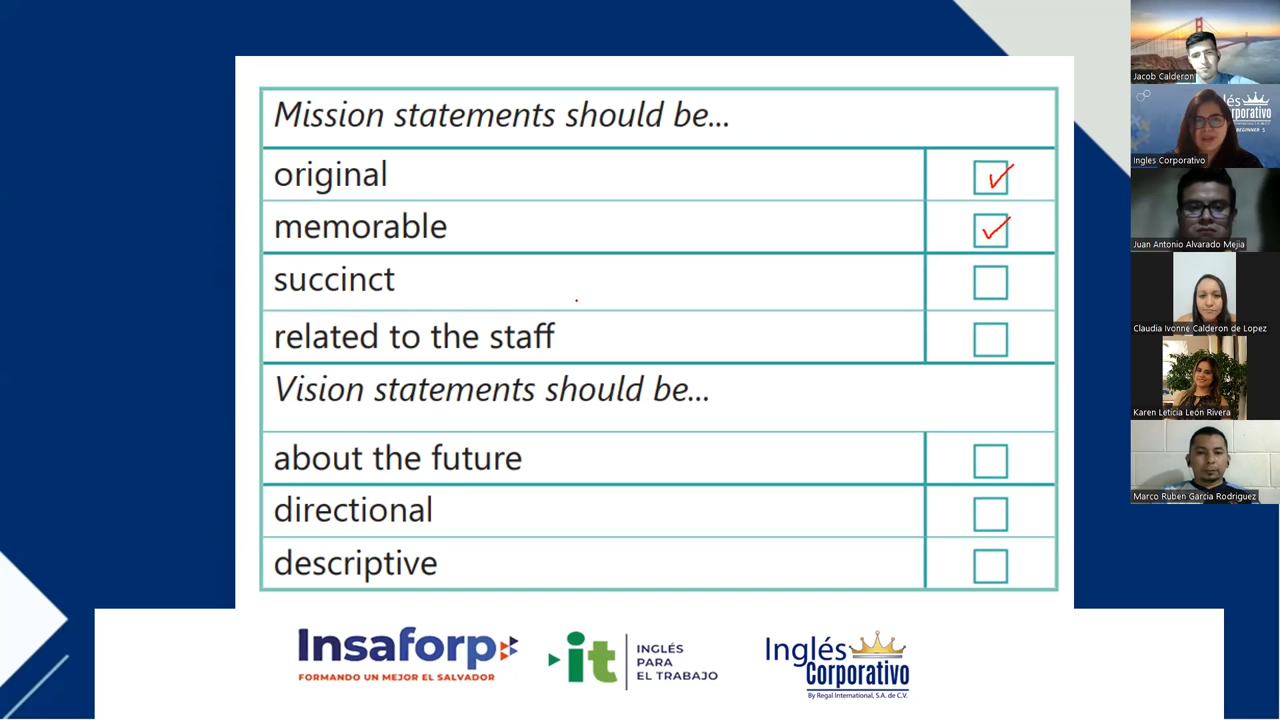 Mission statements should be...
original
memorable
succinct
related to the staff
Vision statements should be...
about the future
directional
descriptive
Insaforp
FORMANDO UN MEJOR EL SALVADOR
it
INGLÉS
PARA
EL TRABAJO
Inglés
Corporativo
By Regal International, S.A. de C.V.
Jacob Calderon
Ingles Corporativo
Juan Antonio Alvarado Mejia
Claudia Ivonne Calderon de Lopez
Karen Leticia León Rivera
Marco Ruben Garcia Rodriguez